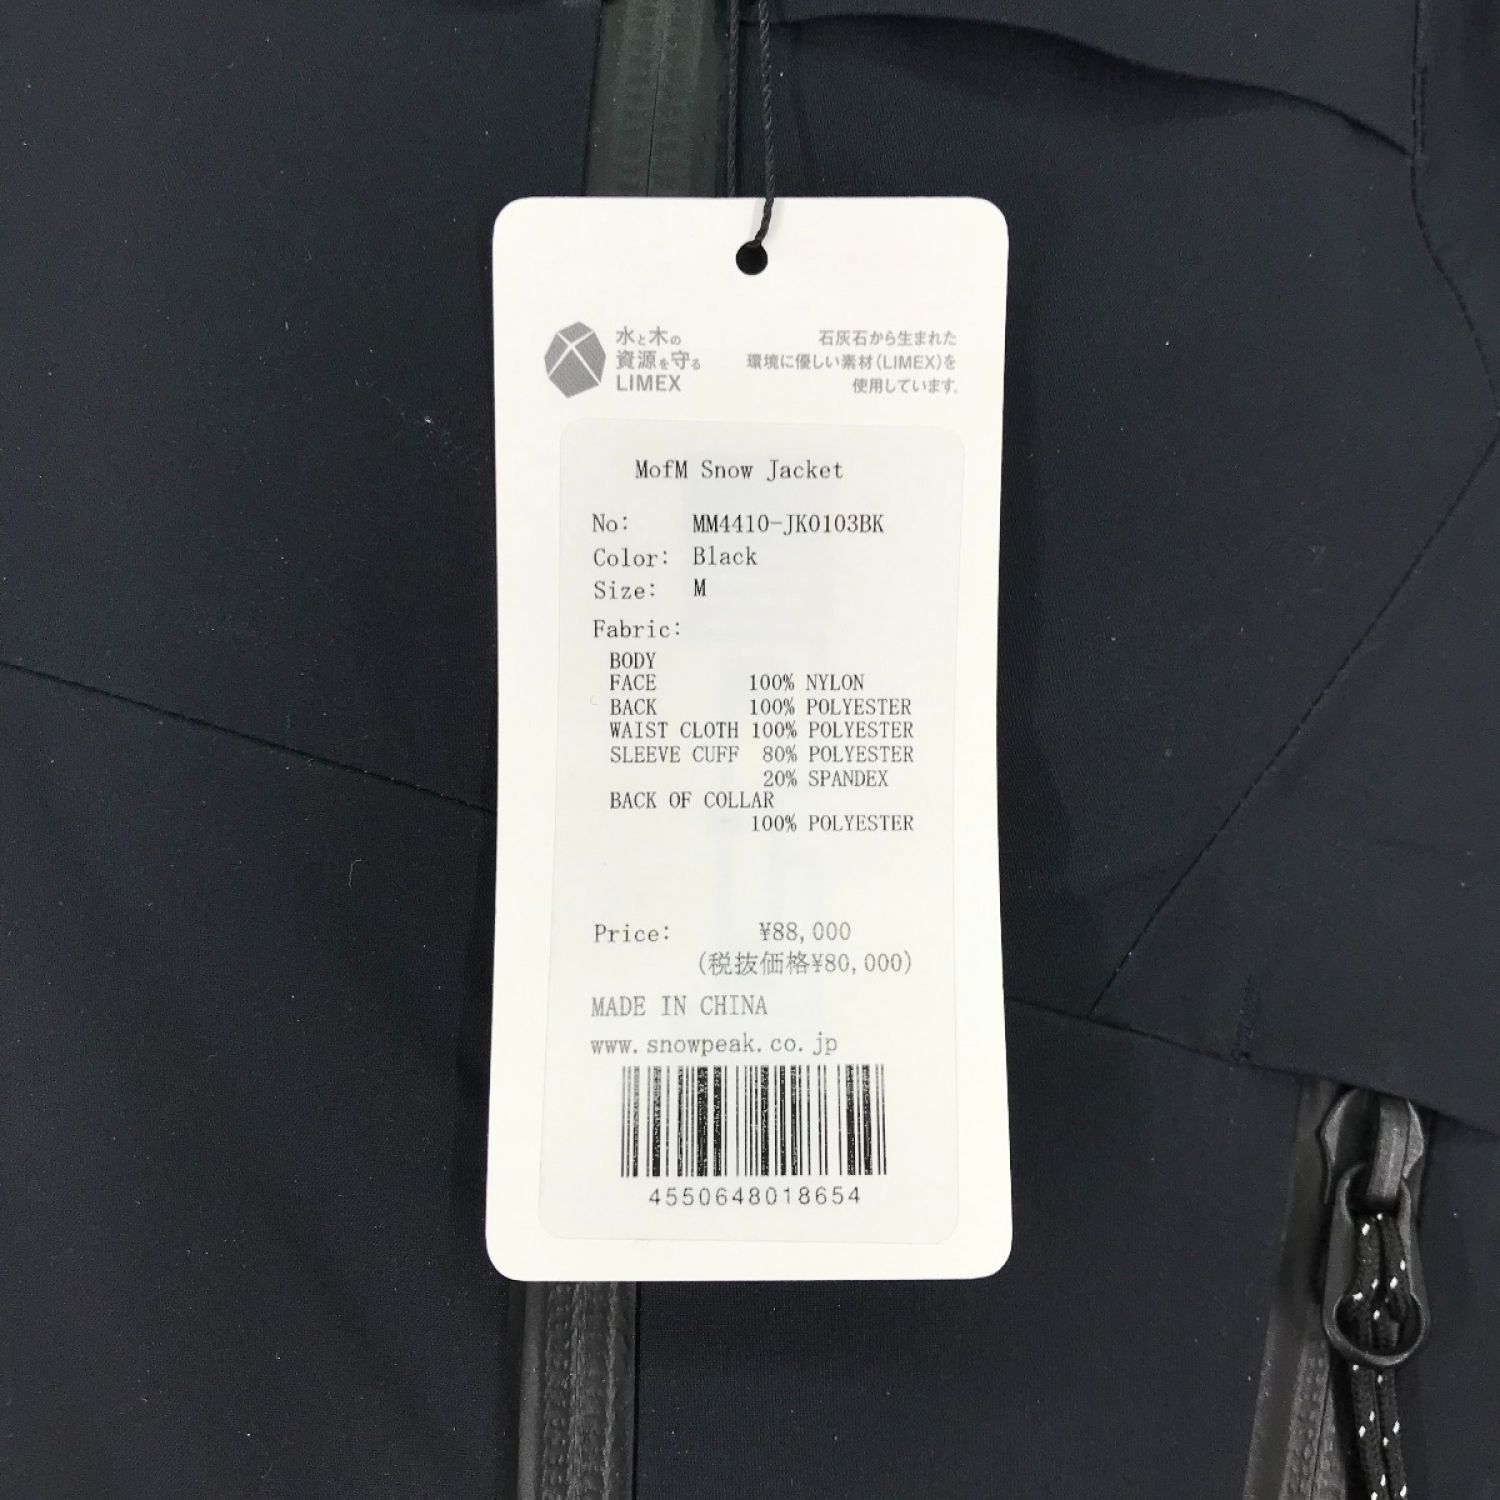 水と木の
資源を守る
LIMEX
石灰石から生まれた
環境に優しい素材(LIMEX)を
使用しています。
MofM Snow Jacket
No: MM4410-JK0103BK
Color: Black
Size: M
Fabric:
BODY
FACE 100% NYLON
BACK 100% POLYESTER
WAIST CLOTH 100% POLYESTER
SLEEVE CUFF 80% POLYESTER
20% SPANDEX
BACK OF COLLAR
100% POLYESTER
Price: ¥88,000
(税抜価格¥80,000)
MADE IN CHINA
www.snowpeak.co.jp
4550648018654